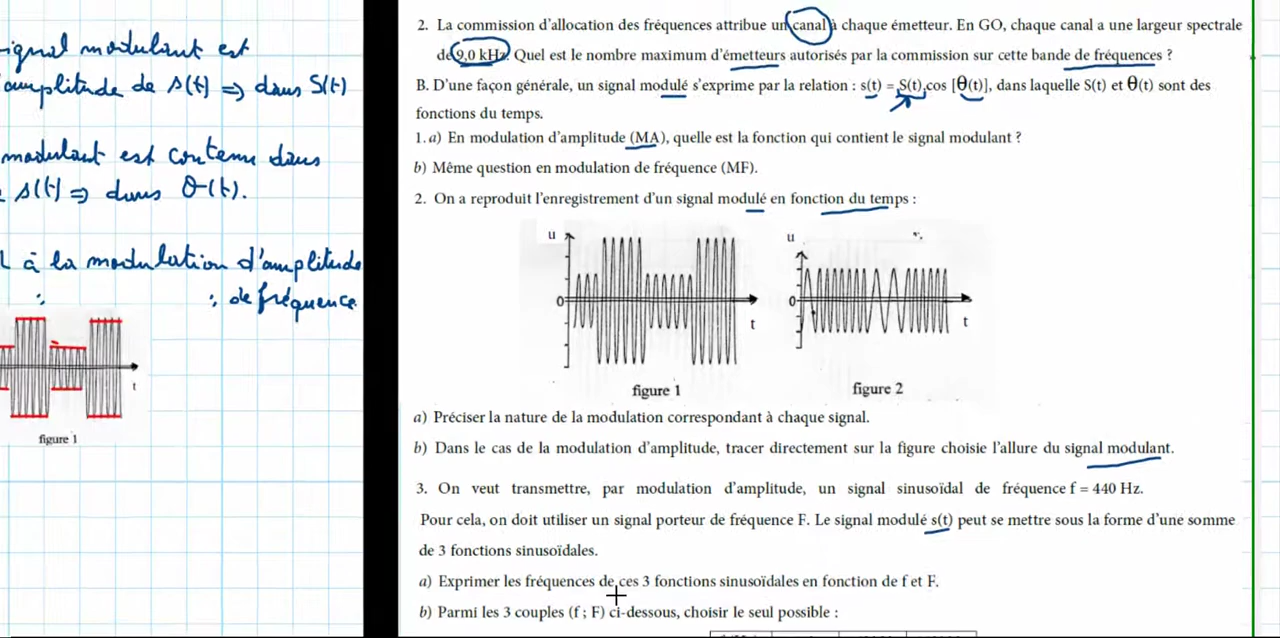 signal modulant est
amplitude de s(t) => dans S(t)
modulant est contenu dans
s(t) => dans θ(t).
à la modulation d'amplitude
: : de fréquence
t
figure 1
2. La commission d'allocation des fréquences attribue un canal à chaque émetteur. En GO, chaque canal a une largeur spectrale
de 9,0 kHz. Quel est le nombre maximum d'émetteurs autorisés par la commission sur cette bande de fréquences ?
B. D'une façon générale, un signal modulé s'exprime par la relation : s(t) = S(t).cos [θ(t)], dans laquelle S(t) et θ(t) sont des
fonctions du temps.
1. a) En modulation d'amplitude (MA), quelle est la fonction qui contient le signal modulant ?
b) Même question en modulation de fréquence (MF).
2. On a reproduit l'enregistrement d'un signal modulé en fonction du temps :
u u
0 0
t t
figure 1 figure 2
a) Préciser la nature de la modulation correspondant à chaque signal.
b) Dans le cas de la modulation d'amplitude, tracer directement sur la figure choisie l'allure du signal modulant.
3. On veut transmettre, par modulation d'amplitude, un signal sinusoïdal de fréquence f = 440 Hz.
Pour cela, on doit utiliser un signal porteur de fréquence F. Le signal modulé s(t) peut se mettre sous la forme d'une somme
de 3 fonctions sinusoïdales.
a) Exprimer les fréquences de ces 3 fonctions sinusoïdales en fonction de f et F.
b) Parmi les 3 couples (f ; F) ci-dessous, choisir le seul possible :